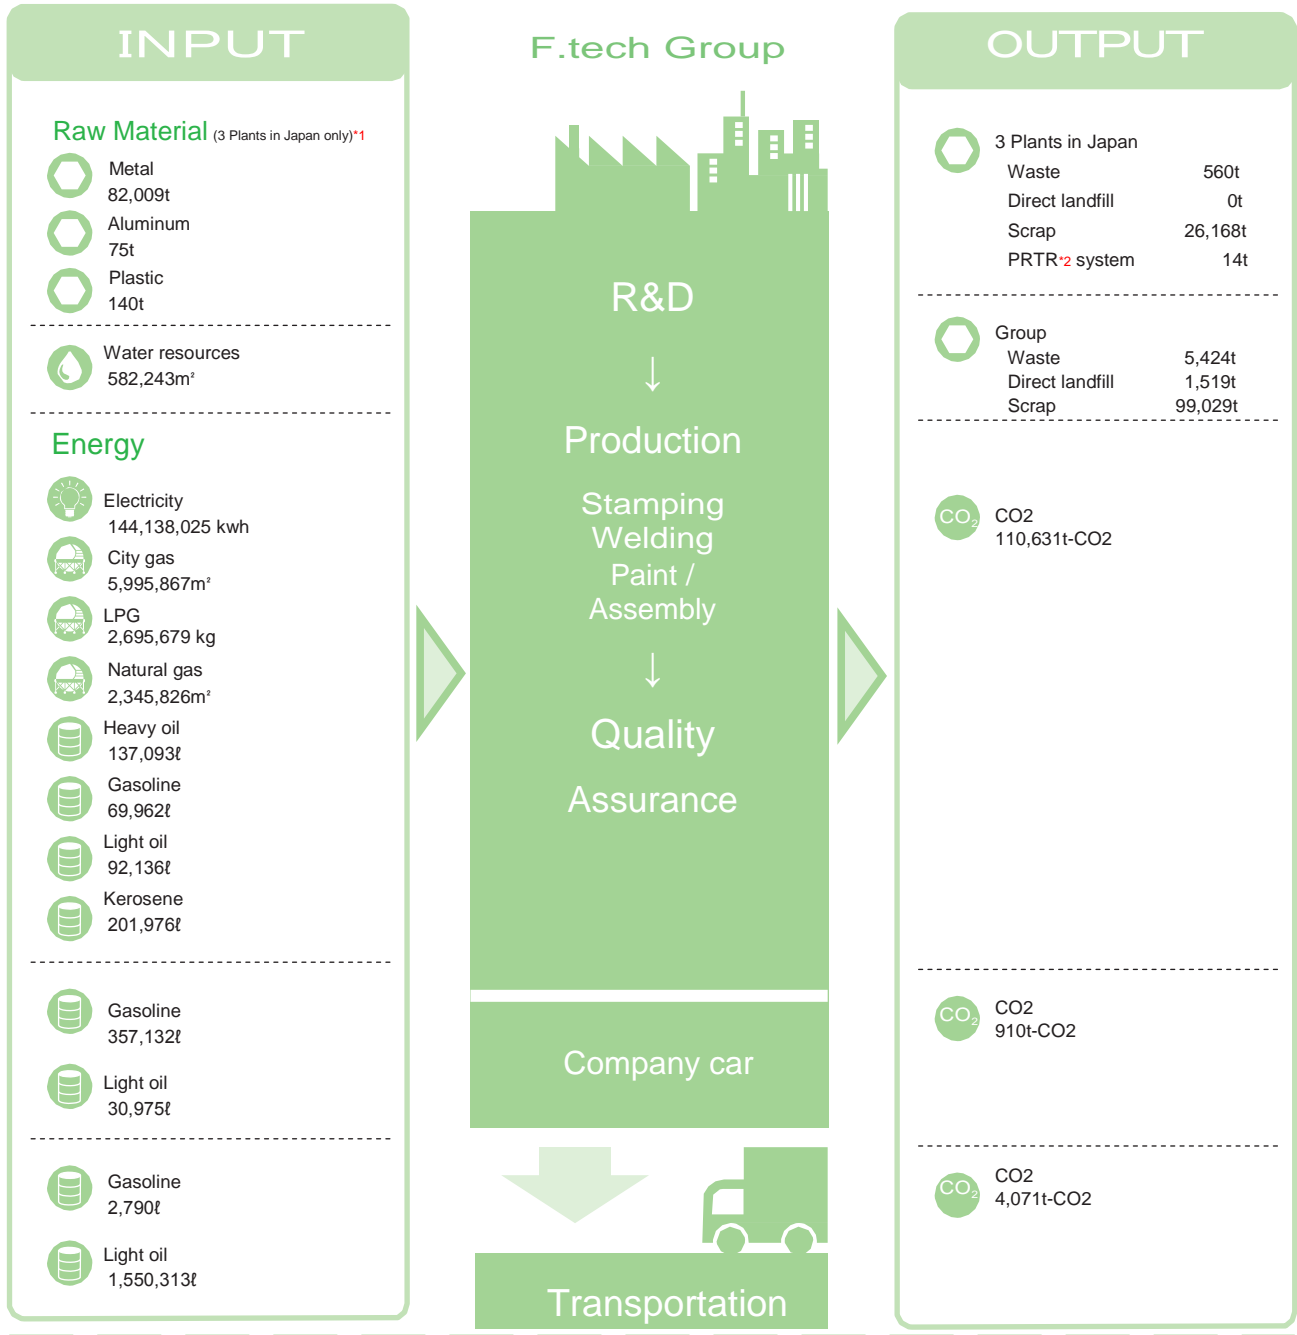 INPUT
Raw Material (3 Plants in Japan only)*1
Metal
82,009t
Aluminum
75t
Plastic
140t
Water resources
582,243m²
Energy
Electricity
144,138,025 kwh
City gas
5,995,867m²
LPG
2,695,679 kg
Natural gas
2,345,826m²
Heavy oil
137,093ℓ
Gasoline
69,962ℓ
Light oil
92,136ℓ
Kerosene
201,976ℓ
Gasoline
357,132ℓ
Light oil
30,975ℓ
Gasoline
2,790ℓ
Light oil
1,550,313ℓ
F.tech Group
R&D
↓
Production
Stamping
Welding
Paint /
Assembly
↓
Quality
Assurance
Company car
Transportation
OUTPUT
3 Plants in Japan
Waste 560t
Direct landfill 0t
Scrap 26,168t
PRTR*2 system 14t
Group
Waste 5,424t
Direct landfill 1,519t
Scrap 99,029t
CO₂
CO2
110,631t-CO2
CO₂
CO2
910t-CO2
CO₂
CO2
4,071t-CO2